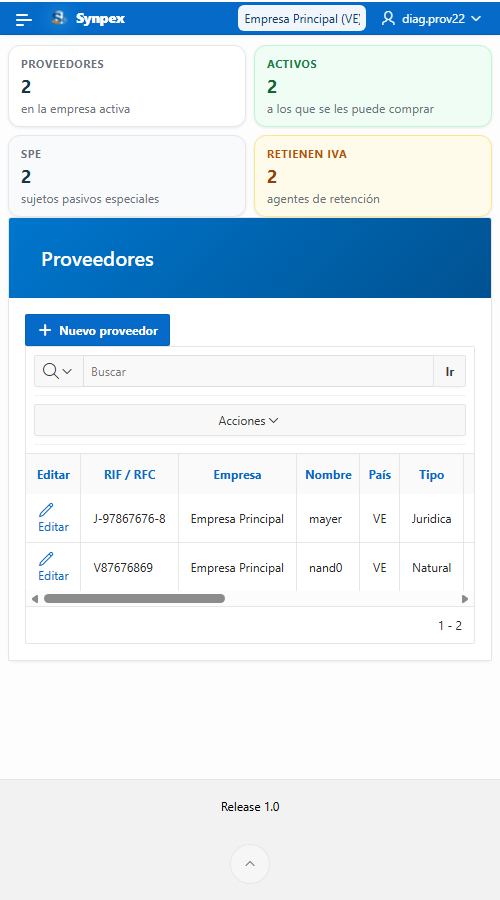 Synpex
Empresa Principal (VE)
diag.prov22
PROVEEDORES
2
en la empresa activa
ACTIVOS
2
a los que se les puede comprar
SPE
2
sujetos pasivos especiales
RETIENEN IVA
2
agentes de retención
Proveedores
+ Nuevo proveedor
Buscar
Ir
Acciones
Editar RIF / RFC Empresa Nombre País Tipo
Editar J-97867676-8 Empresa Principal mayer VE Juridica
Editar V87676869 Empresa Principal nand0 VE Natural
1 - 2
Release 1.0